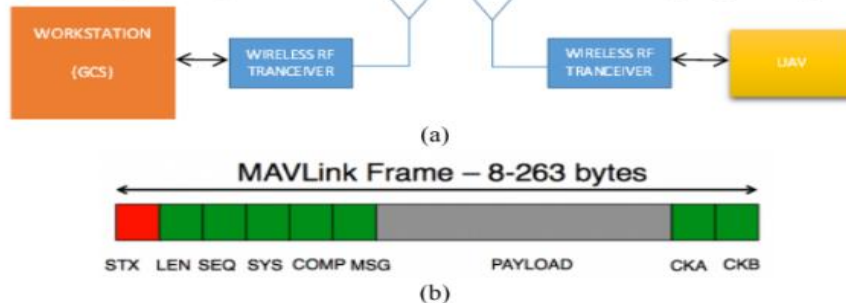 WORKSTATION
(GCS)
WIRELESS RF
TRANCEIVER
WIRELESS RF
TRANCEIVER
UAV
(a)
MAVLink Frame – 8-263 bytes
STX LEN SEQ SYS COMP MSG PAYLOAD CKA CKB
(b)